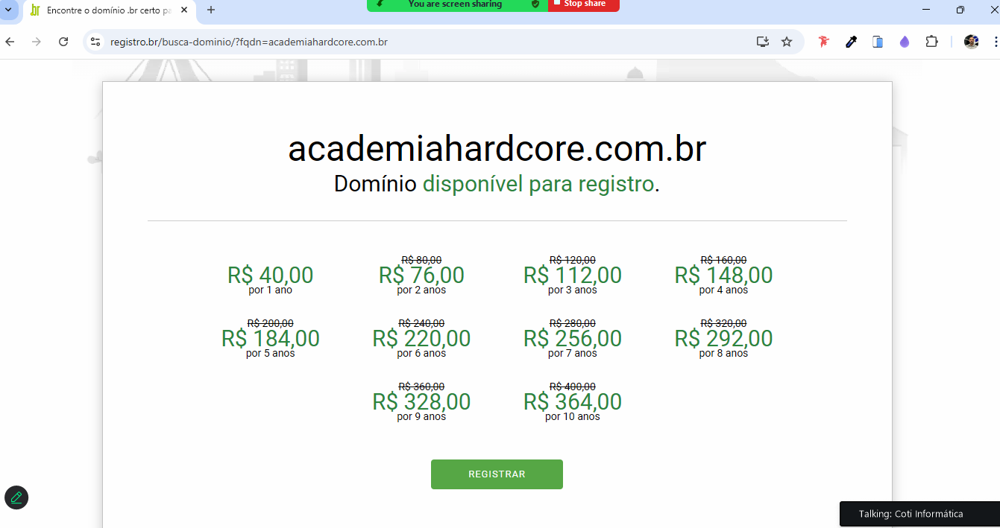 Encontre o domínio .br certo pa
You are screen sharing
Stop share
registro.br/busca-dominio/?fqdn=academiahardcore.com.br
academiahardcore.com.br
Domínio disponível para registro.
R$ 40,00
por 1 ano
R$ 80,00
R$ 76,00
por 2 anos
R$ 120,00
R$ 112,00
por 3 anos
R$ 160,00
R$ 148,00
por 4 anos
R$ 200,00
R$ 184,00
por 5 anos
R$ 240,00
R$ 220,00
por 6 anos
R$ 280,00
R$ 256,00
por 7 anos
R$ 320,00
R$ 292,00
por 8 anos
R$ 360,00
R$ 328,00
por 9 anos
R$ 400,00
R$ 364,00
por 10 anos
REGISTRAR
Talking: Coti Informática